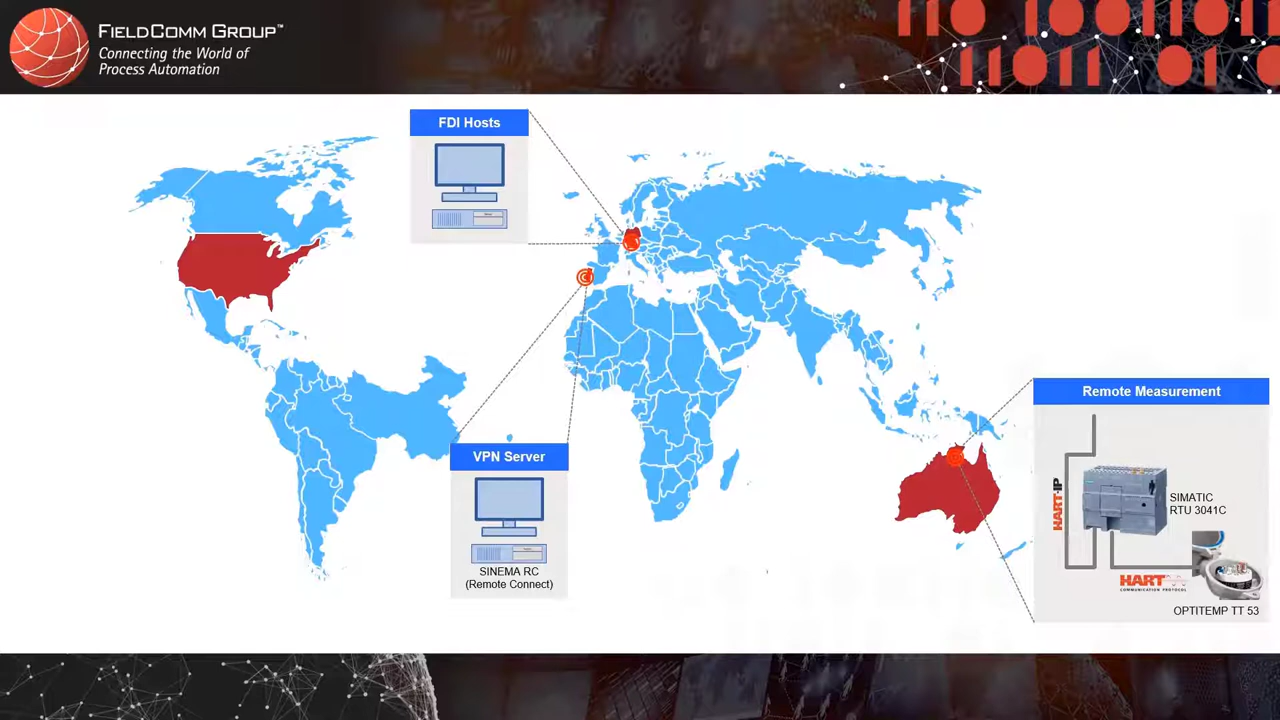 FIELDCOMM GROUP™
Connecting the World of
Process Automation
FDI Hosts
VPN Server
SINEMA RC
(Remote Connect)
Remote Measurement
HART-IP
SIMATIC
RTU 3041C
HART
COMMUNICATION PROTOCOL
OPTITEMP TT 53